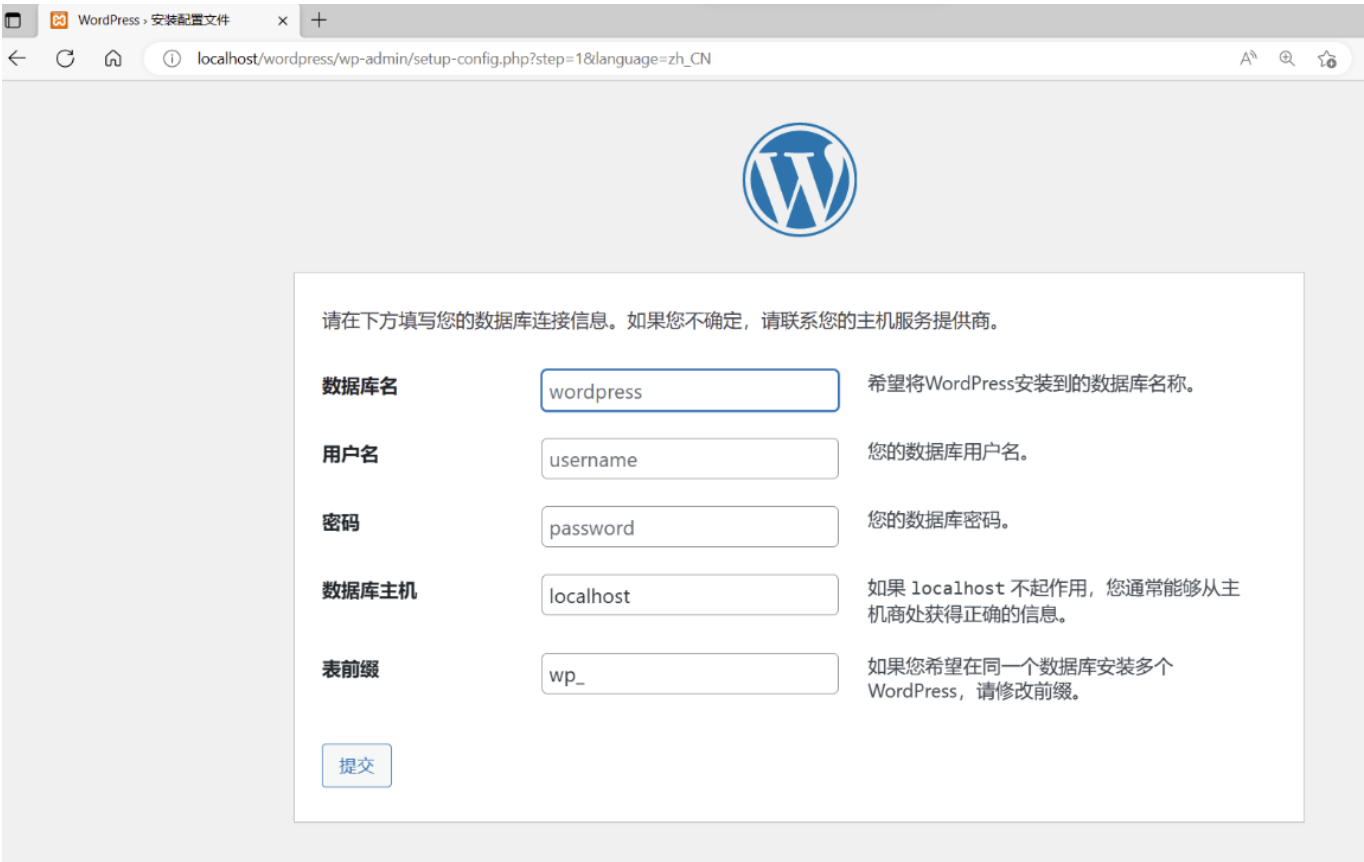 WordPress › 安装配置文件
localhost/wordpress/wp-admin/setup-config.php?step=1&language=zh_CN
请在下方填写您的数据库连接信息。如果您不确定，请联系您的主机服务提供商。
数据库名
wordpress
希望将WordPress安装到的数据库名称。
用户名
username
您的数据库用户名。
密码
password
您的数据库密码。
数据库主机
localhost
如果 localhost 不起作用，您通常能够从主
机商处获得正确的信息。
表前缀
wp_
如果您希望在同一个数据库安装多个
WordPress，请修改前缀。
提交